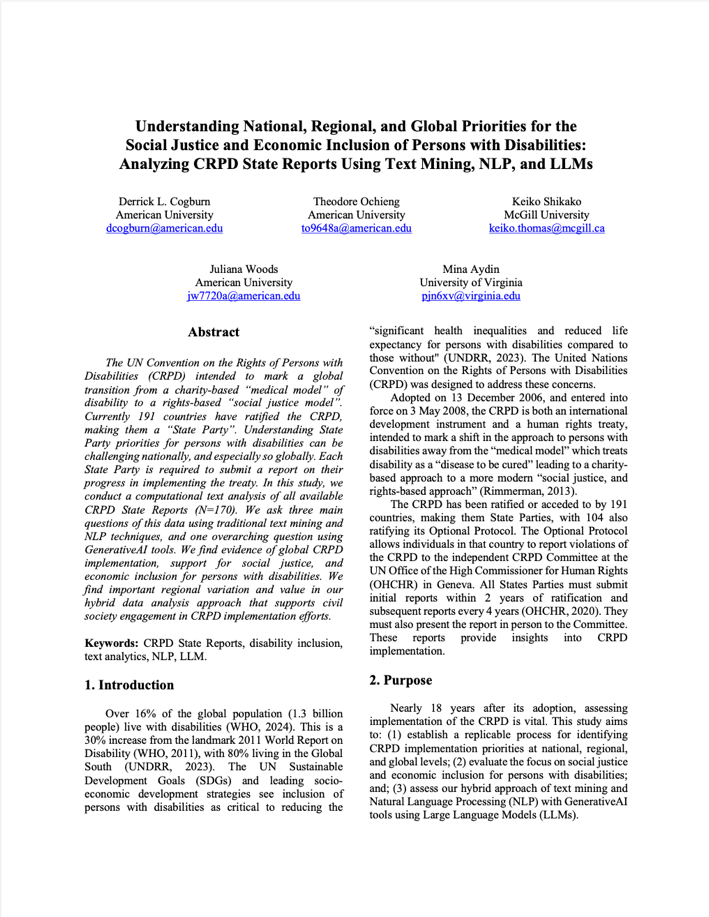 Understanding National, Regional, and Global Priorities for the
Social Justice and Economic Inclusion of Persons with Disabilities:
Analyzing CRPD State Reports Using Text Mining, NLP, and LLMs
Derrick L. Cogburn
American University
dcogburn@american.edu
Theodore Ochieng
American University
to9648a@american.edu
Keiko Shikako
McGill University
keiko.thomas@mcgill.ca
Juliana Woods
American University
jw7720a@american.edu
Mina Aydin
University of Virginia
pjn6xv@virginia.edu
Abstract
The UN Convention on the Rights of Persons with
Disabilities (CRPD) intended to mark a global
transition from a charity-based “medical model” of
disability to a rights-based “social justice model”.
Currently 191 countries have ratified the CRPD,
making them a “State Party”. Understanding State
Party priorities for persons with disabilities can be
challenging nationally, and especially so globally. Each
State Party is required to submit a report on their
progress in implementing the treaty. In this study, we
conduct a computational text analysis of all available
CRPD State Reports (N=170). We ask three main
questions of this data using traditional text mining and
NLP techniques, and one overarching question using
GenerativeAI tools. We find evidence of global CRPD
implementation, support for social justice, and
economic inclusion for persons with disabilities. We
find important regional variation and value in our
hybrid data analysis approach that supports civil
society engagement in CRPD implementation efforts.
Keywords: CRPD State Reports, disability inclusion,
text analytics, NLP, LLM.
1. Introduction
Over 16% of the global population (1.3 billion
people) live with disabilities (WHO, 2024). This is a
30% increase from the landmark 2011 World Report on
Disability (WHO, 2011), with 80% living in the Global
South (UNDRR, 2023). The UN Sustainable
Development Goals (SDGs) and leading socio-
economic development strategies see inclusion of
persons with disabilities as critical to reducing the
“significant health inequalities and reduced life
expectancy for persons with disabilities compared to
those without" (UNDRR, 2023). The United Nations
Convention on the Rights of Persons with Disabilities
(CRPD) was designed to address these concerns.
Adopted on 13 December 2006, and entered into
force on 3 May 2008, the CRPD is both an international
development instrument and a human rights treaty,
intended to mark a shift in the approach to persons with
disabilities away from the “medical model” which treats
disability as a “disease to be cured” leading to a charity-
based approach to a more modern “social justice, and
rights-based approach” (Rimmerman, 2013).
The CRPD has been ratified or acceded to by 191
countries, making them State Parties, with 104 also
ratifying its Optional Protocol. The Optional Protocol
allows individuals in that country to report violations of
the CRPD to the independent CRPD Committee at the
UN Office of the High Commissioner for Human Rights
(OHCHR) in Geneva. All States Parties must submit
initial reports within 2 years of ratification and
subsequent reports every 4 years (OHCHR, 2020). They
must also present the report in person to the Committee.
These reports provide insights into CRPD
implementation.
2. Purpose
Nearly 18 years after its adoption, assessing
implementation of the CRPD is vital. This study aims
to: (1) establish a replicable process for identifying
CRPD implementation priorities at national, regional,
and global levels; (2) evaluate the focus on social justice
and economic inclusion for persons with disabilities;
and; (3) assess our hybrid approach of text mining and
Natural Language Processing (NLP) with GenerativeAI
tools using Large Language Models (LLMs).